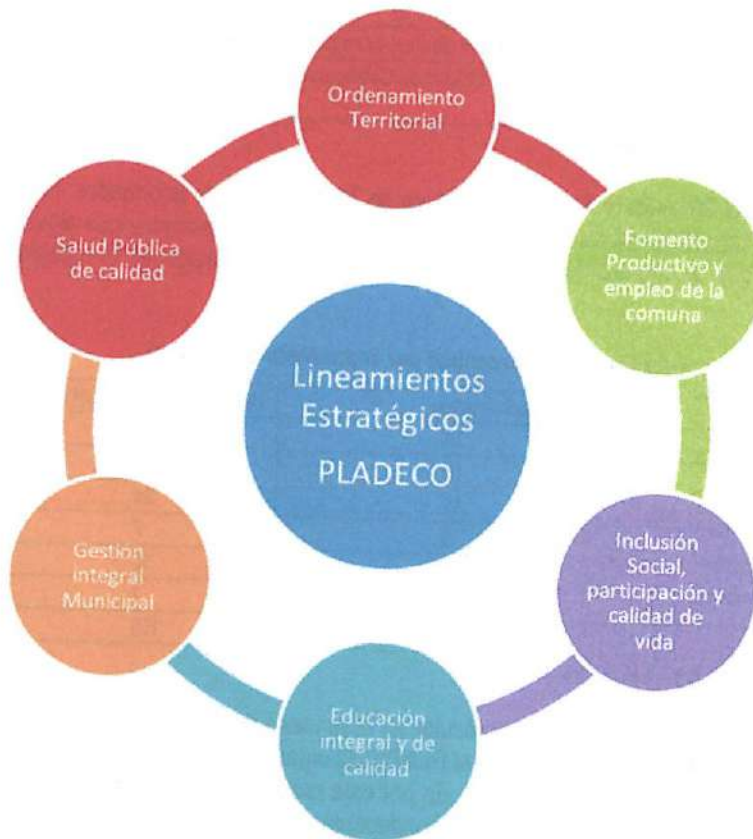 Ordenamiento
Territorial
Fomento
Productivo y
empleo de la
comuna
Inclusión
Social,
participación y
calidad de
vida
Educación
integral y de
calidad
Gestión
integral
Municipal
Salud Pública
de calidad
Lineamientos
Estratégicos
PLADECO